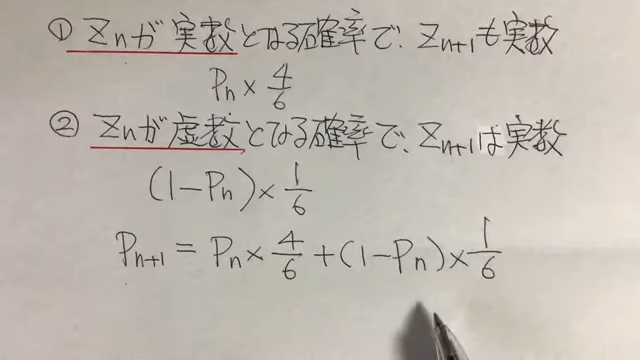 ① Znが実数となる確率で、Zn+1も実数
Pn×4/6
② Znが虚数となる確率で、Zn+1は実数
(1-Pn)×1/6
Pn+1=Pn×4/6+(1-Pn)×1/6